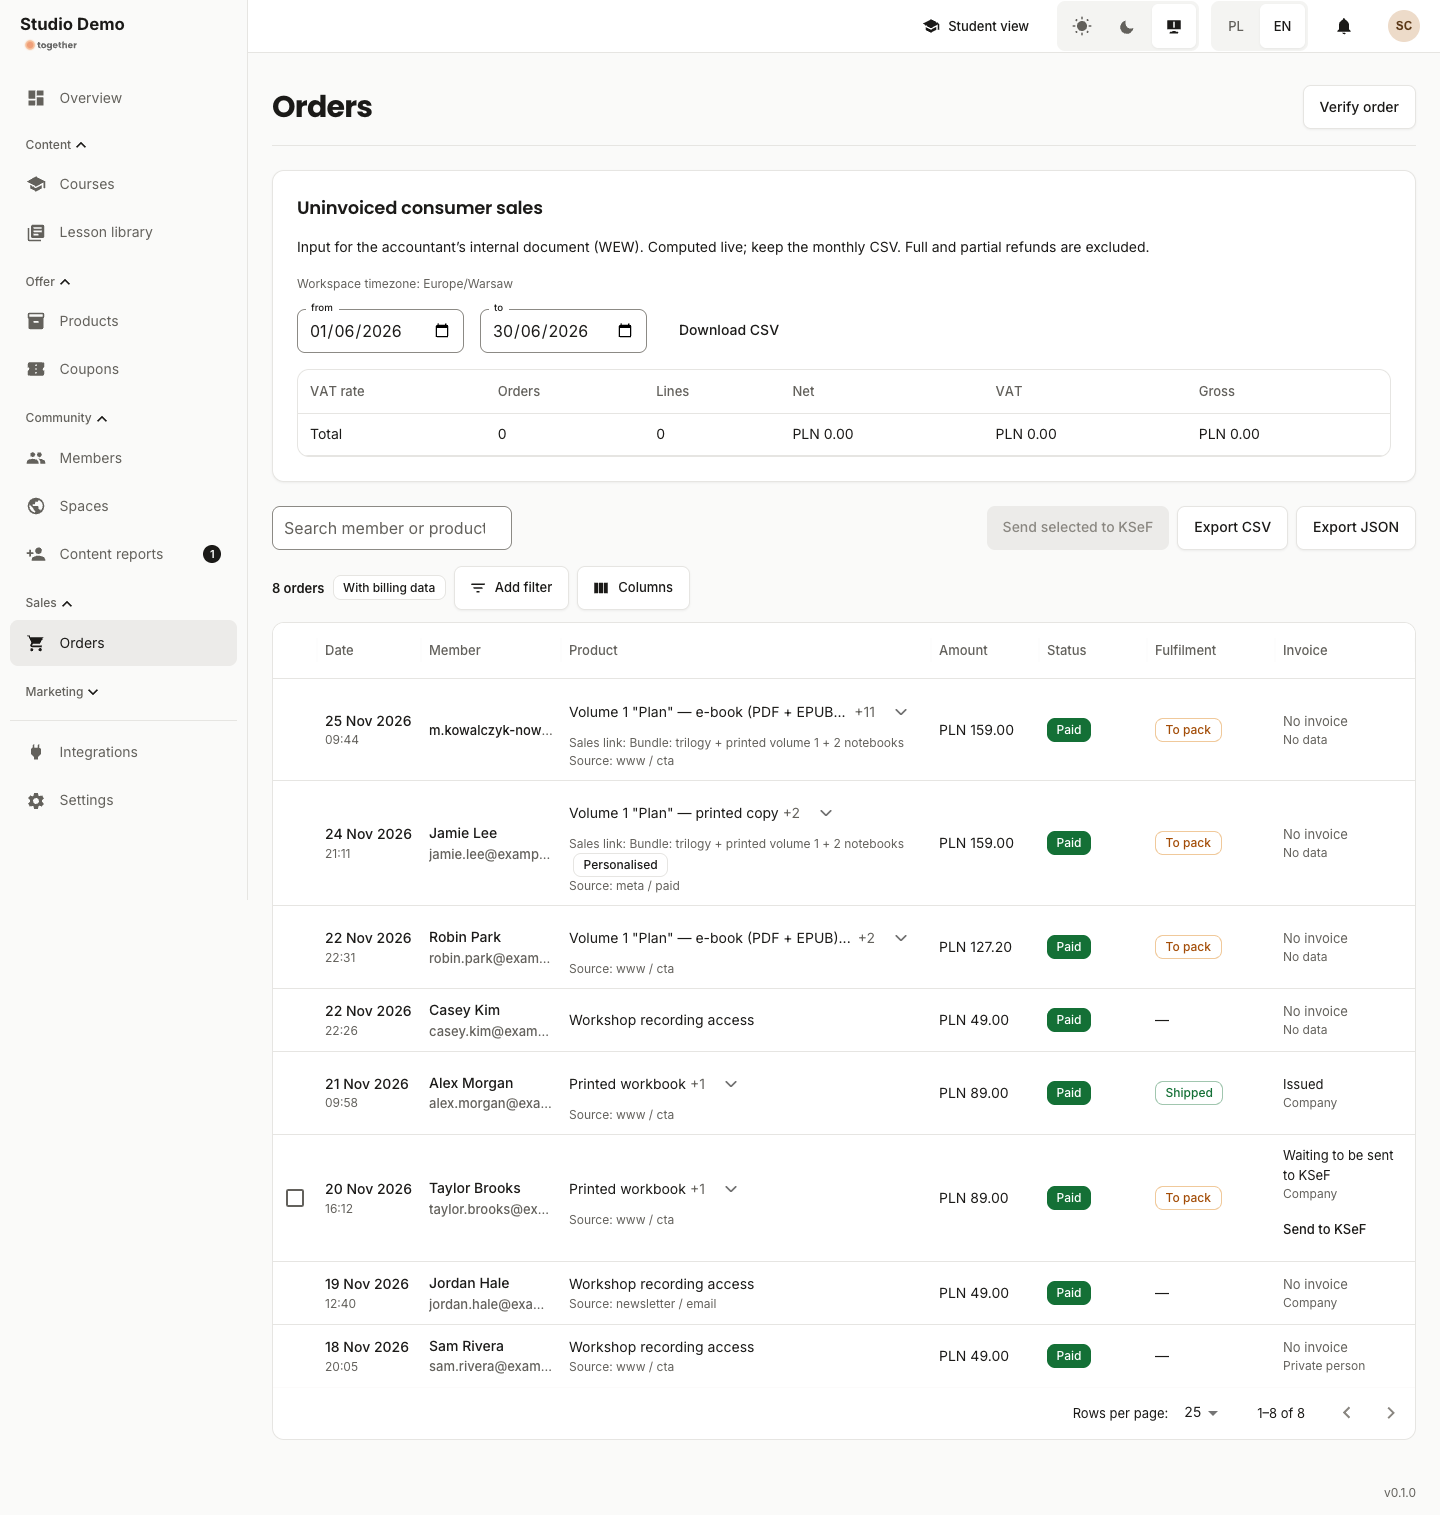 Studio Demo
together
Student view
PL
EN
SC
Overview
Content
Courses
Lesson library
Offer
Products
Coupons
Community
Members
Spaces
Content reports
1
Sales
Orders
Marketing
Integrations
Settings
Orders
Verify order
Uninvoiced consumer sales
Input for the accountant’s internal document (WEW). Computed live; keep the monthly CSV. Full and partial refunds are excluded.
Workspace timezone: Europe/Warsaw
from
01/06/2026
to
30/06/2026
Download CSV
VAT rate Orders Lines Net VAT Gross
Total 0 0 PLN 0.00 PLN 0.00 PLN 0.00
Search member or product
Send selected to KSeF
Export CSV
Export JSON
8 orders
With billing data
Add filter
Columns
Date Member Product Amount Status Fulfilment Invoice
25 Nov 2026
09:44
m.kowalczyk-now…
Volume 1 "Plan" — e-book (PDF + EPUB… +11
Sales link: Bundle: trilogy + printed volume 1 + 2 notebooks
Source: www / cta
PLN 159.00
Paid
To pack
No invoice
No data
24 Nov 2026
21:11
Jamie Lee
jamie.lee@examp…
Volume 1 "Plan" — printed copy +2
Sales link: Bundle: trilogy + printed volume 1 + 2 notebooks
Personalised
Source: meta / paid
PLN 159.00
Paid
To pack
No invoice
No data
22 Nov 2026
22:31
Robin Park
robin.park@exam…
Volume 1 "Plan" — e-book (PDF + EPUB)… +2
Source: www / cta
PLN 127.20
Paid
To pack
No invoice
No data
22 Nov 2026
22:26
Casey Kim
casey.kim@exam…
Workshop recording access
PLN 49.00
Paid
—
No invoice
No data
21 Nov 2026
09:58
Alex Morgan
alex.morgan@exa…
Printed workbook +1
Source: www / cta
PLN 89.00
Paid
Shipped
Issued
Company
20 Nov 2026
16:12
Taylor Brooks
taylor.brooks@ex…
Printed workbook +1
Source: www / cta
PLN 89.00
Paid
To pack
Waiting to be sent
to KSeF
Company
Send to KSeF
19 Nov 2026
12:40
Jordan Hale
jordan.hale@exa…
Workshop recording access
Source: newsletter / email
PLN 49.00
Paid
—
No invoice
Company
18 Nov 2026
20:05
Sam Rivera
sam.rivera@exam…
Workshop recording access
Source: www / cta
PLN 49.00
Paid
—
No invoice
Private person
Rows per page: 25
1–8 of 8
v0.1.0